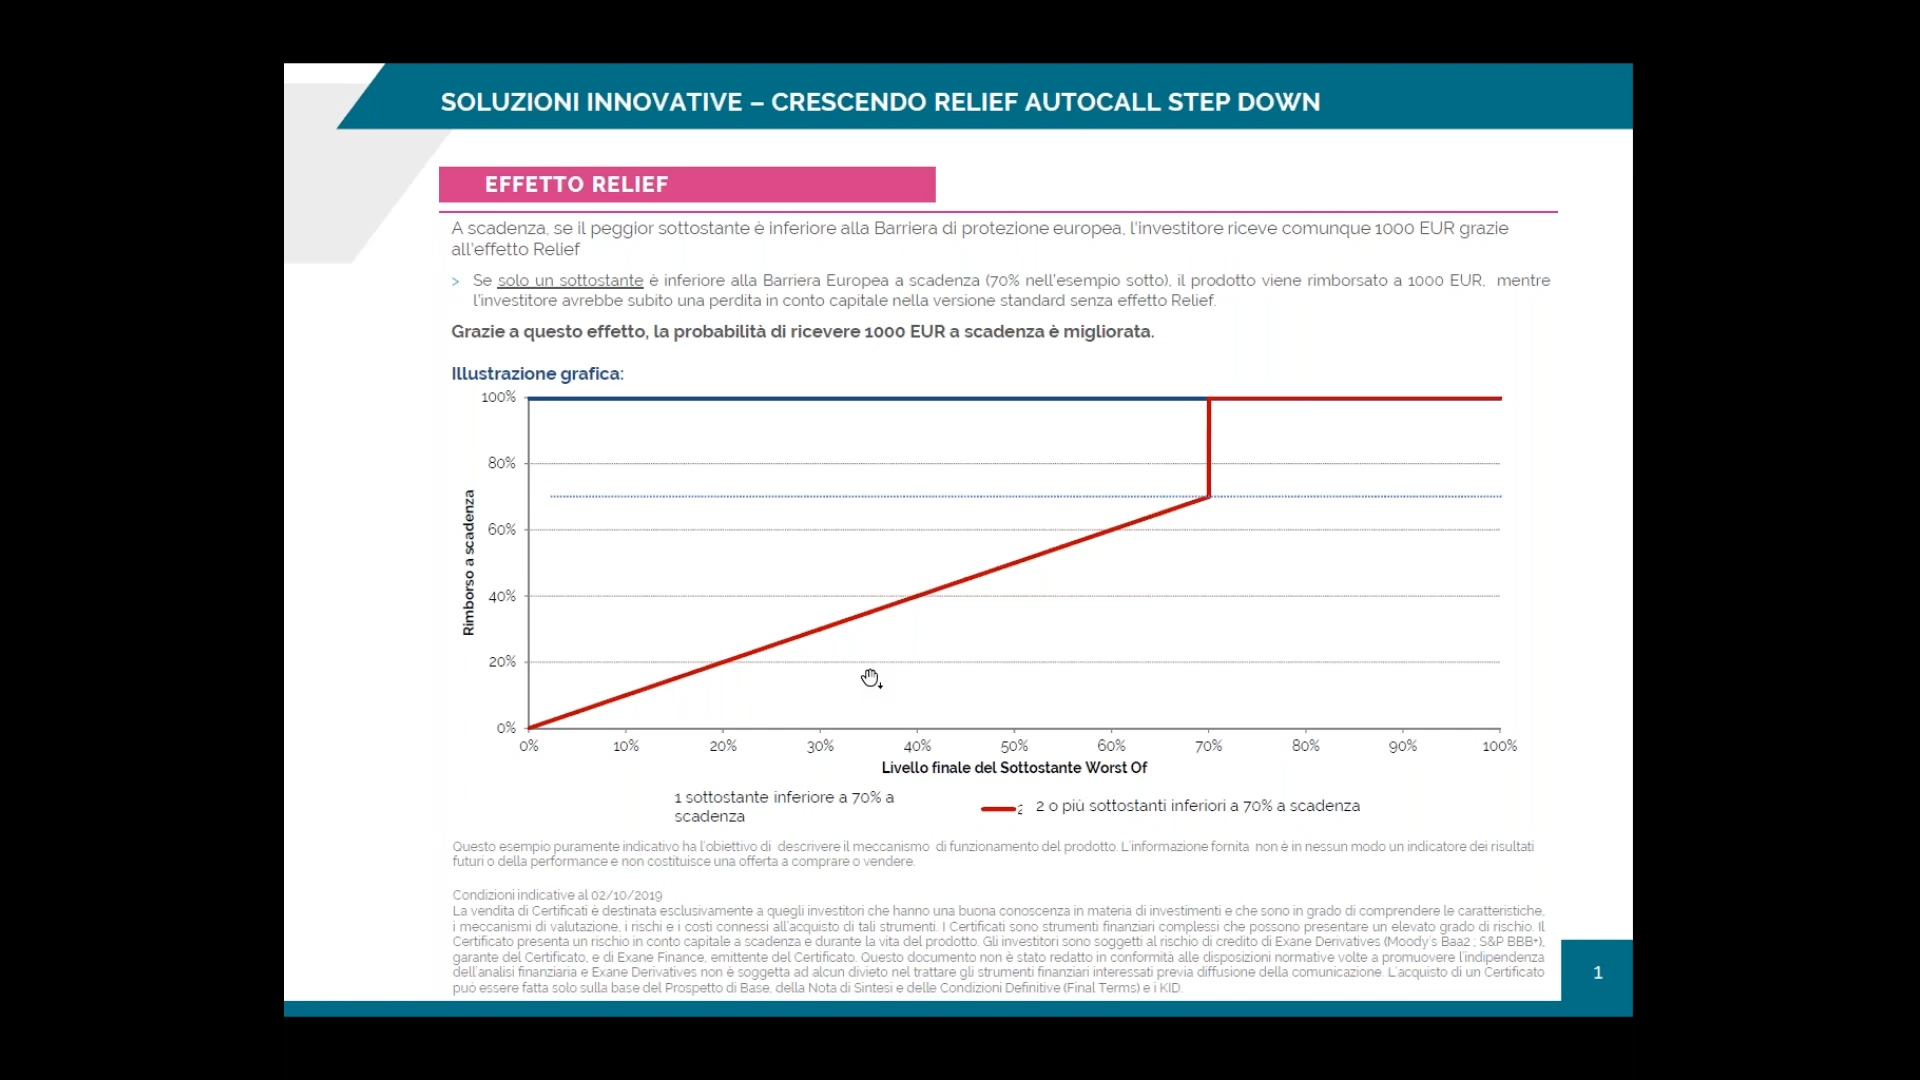 SOLUZIONI INNOVATIVE – CRESCENDO RELIEF AUTOCALL STEP DOWN
EFFETTO RELIEF
A scadenza, se il peggior sottostante è inferiore alla Barriera di protezione europea, l'investitore riceve comunque 1000 EUR grazie
all'effetto Relief
> Se solo un sottostante è inferiore alla Barriera Europea a scadenza (70% nell'esempio sotto), il prodotto viene rimborsato a 1000 EUR, mentre
l'investitore avrebbe subito una perdita in conto capitale nella versione standard senza effetto Relief.
Grazie a questo effetto, la probabilità di ricevere 1000 EUR a scadenza è migliorata.
Illustrazione grafica:
100%
80%
60%
40%
20%
0%
Rimborso a scadenza
0% 10% 20% 30% 40% 50% 60% 70% 80% 90% 100%
Livello finale del Sottostante Worst Of
1 sottostante inferiore a 70% a
scadenza
2 o più sottostanti inferiori a 70% a scadenza
Questo esempio puramente indicativo ha l'obiettivo di descrivere il meccanismo di funzionamento del prodotto. L'informazione fornita non è in nessun modo un indicatore dei risultati
futuri o della performance e non costituisce una offerta a comprare o vendere.
Condizioni indicative al 02/10/2019
La vendita di Certificati è destinata esclusivamente a quegli investitori che hanno una buona conoscenza in materia di investimenti e che sono in grado di comprendere le caratteristiche,
i meccanismi di valutazione, i rischi e i costi connessi all'acquisto di tali strumenti. I Certificati sono strumenti finanziari complessi che possono presentare un elevato grado di rischio. Il
Certificato presenta un rischio in conto capitale a scadenza e durante la vita del prodotto. Gli investitori sono soggetti al rischio di credito di Exane Derivatives (Moody's Baa2 ; S&P BBB+),
garante del Certificato, e di Exane Finance, emittente del Certificato. Questo documento non è stato redatto in conformità alle disposizioni normative volte a promuovere l'indipendenza
dell'analisi finanziaria e Exane Derivatives non è soggetta ad alcun divieto nel trattare gli strumenti finanziari interessati previa diffusione della comunicazione. L'acquisto di un Certificato
può essere fatta solo sulla base del Prospetto di Base, della Nota di Sintesi e delle Condizioni Definitive (Final Terms) e i KID.
1